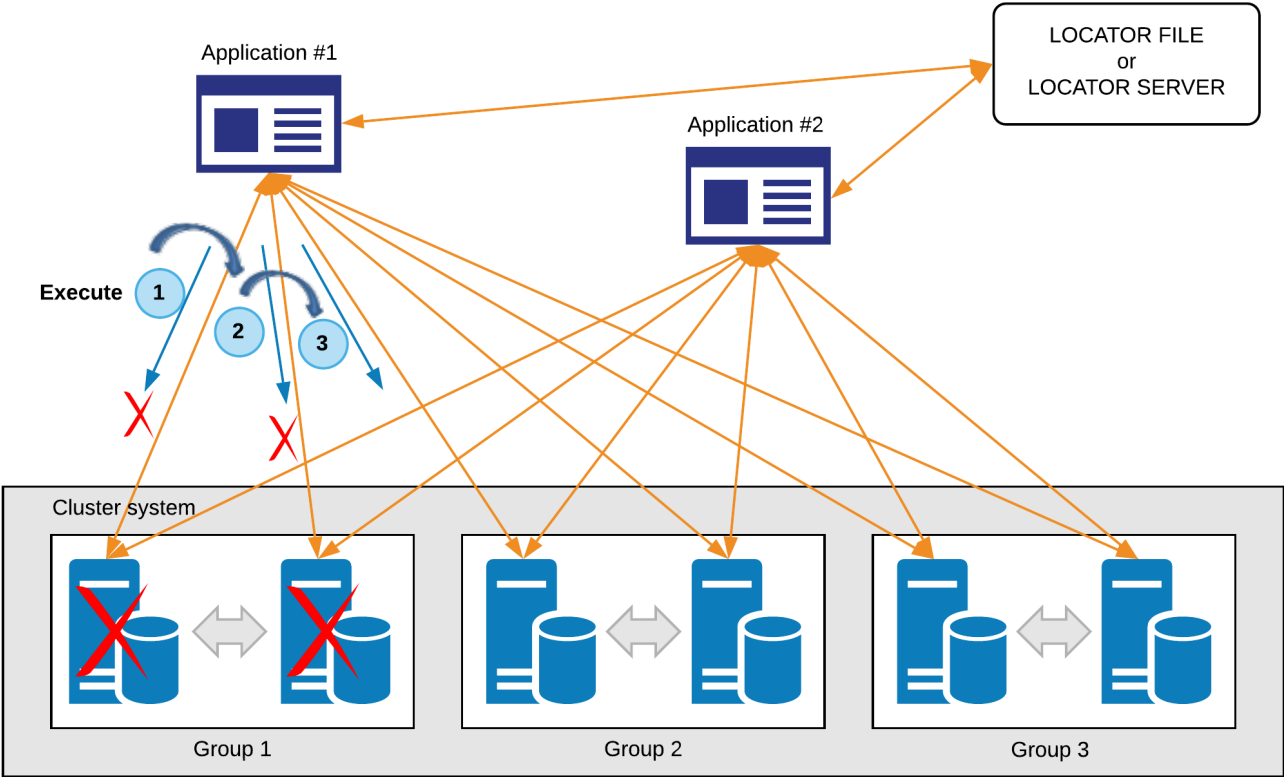 Application #1
LOCATOR FILE
or
LOCATOR SERVER
Application #2
Execute
1
2
3
Cluster system
Group 1
Group 2
Group 3